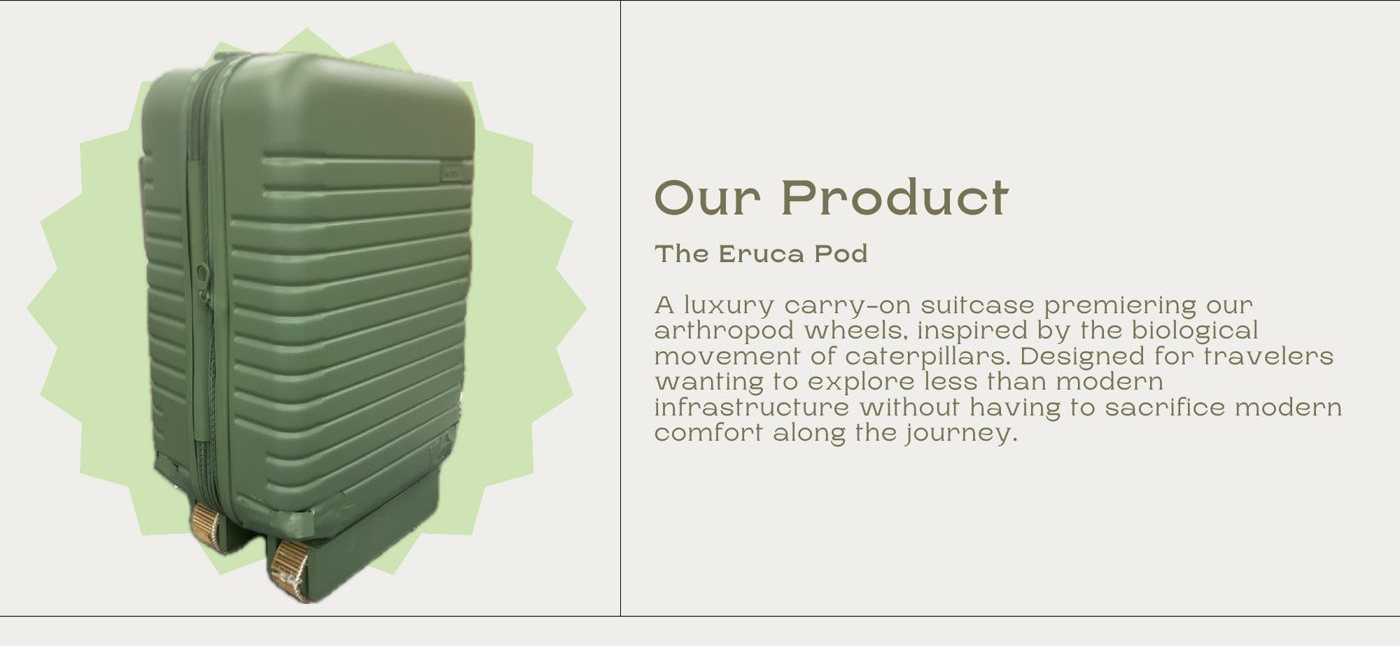 Our Product
The Eruca Pod
A luxury carry-on suitcase premiering our
arthropod wheels, inspired by the biological
movement of caterpillars. Designed for travelers
wanting to explore less than modern
infrastructure without having to sacrifice modern
comfort along the journey.